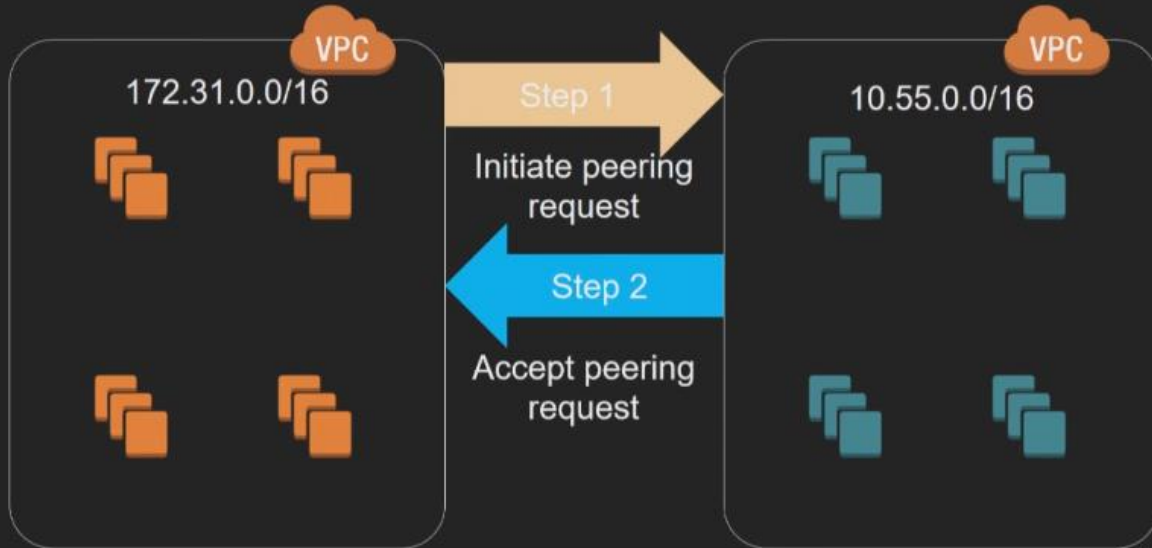 VPC
172.31.0.0/16
Step 1
Initiate peering
request
Step 2
Accept peering
request
VPC
10.55.0.0/16